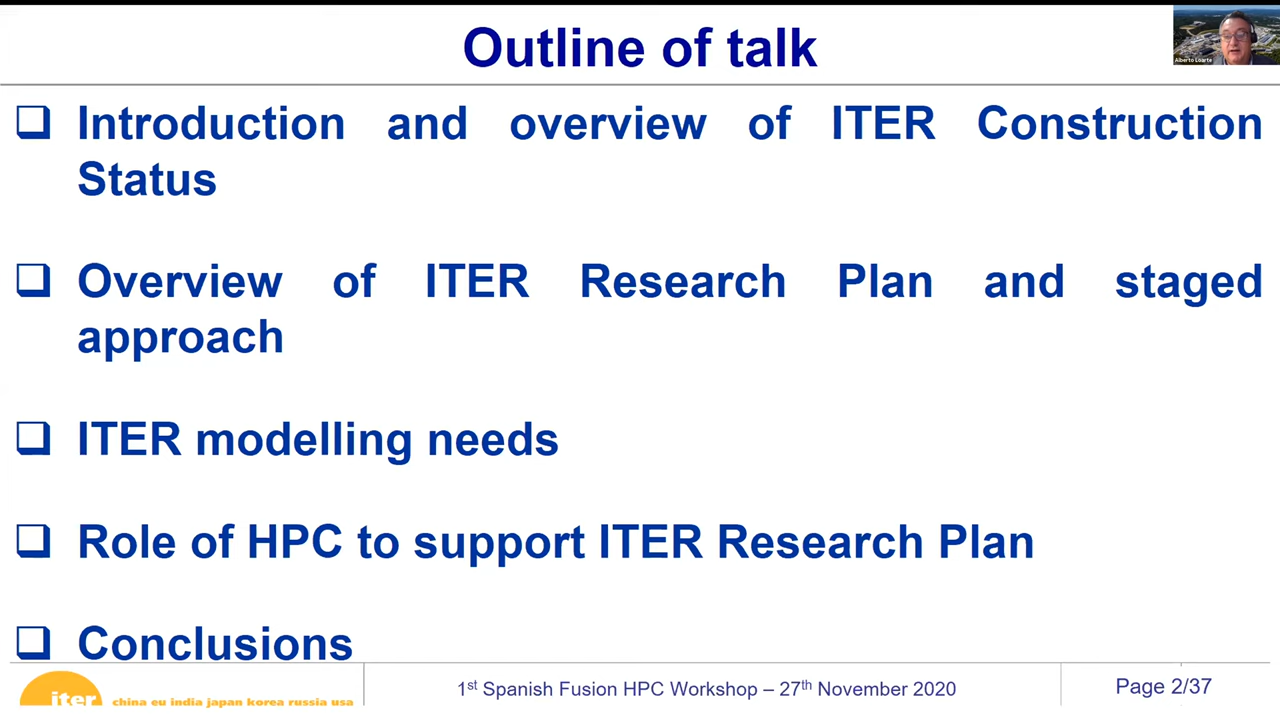 Outline of talk
Alberto Loarte
Introduction and overview of ITER Construction
Status
Overview of ITER Research Plan and staged
approach
ITER modelling needs
Role of HPC to support ITER Research Plan
Conclusions
iter
china eu india japan korea russia usa
1st Spanish Fusion HPC Workshop – 27th November 2020
Page 2/37